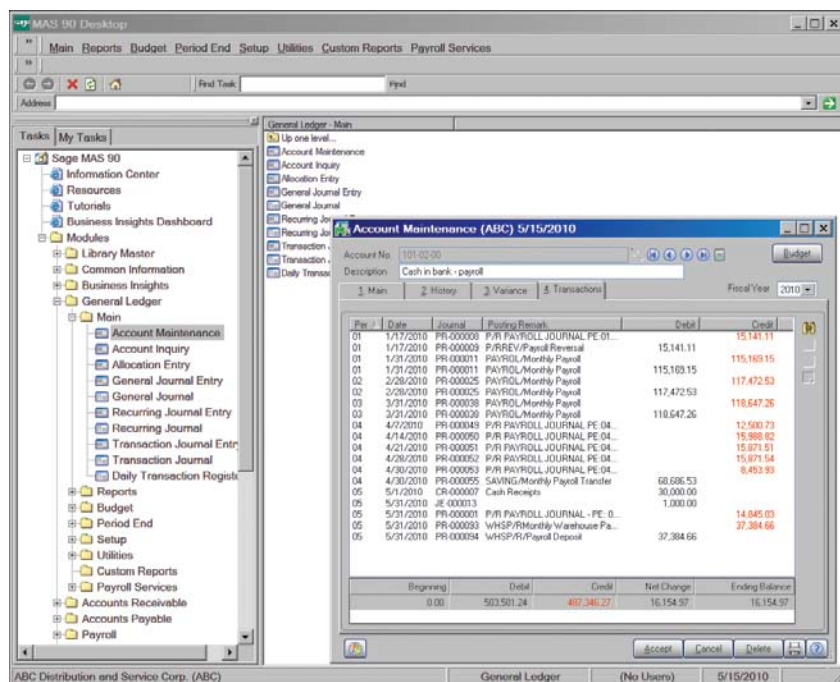 MAS 90 Desktop
Main Reports Budget Period End Setup Utilities Custom Reports Payroll Services
Find Task Find
Address
Tasks My Tasks
Sage MAS 90
Information Center
Resources
Tutorials
Business Insights Dashboard
Modules
Library Master
Common Information
Business Insights
General Ledger
Main
Account Maintenance
Account Inquiry
Allocation Entry
General Journal Entry
General Journal
Recurring Journal Entry
Recurring Journal
Transaction Journal Entr
Transaction Journal
Daily Transaction Regist
Reports
Budget
Period End
Setup
Utilities
Custom Reports
Payroll Services
Accounts Receivable
Accounts Payable
Payroll
General Ledger - Main
Up one level...
Account Maintenance
Account Inquiry
Allocation Entry
General Journal Entry
General Journal
Recurring Jo
Recurring Jo
Transaction J
Transaction J
Daily Transac
Account Maintenance (ABC) 5/15/2010
Account No. 101-02-00 Budget
Description Cash in bank - payroll
1. Main 2. History 3. Variance 4. Transactions Fiscal Year 2010
Per Date Journal Posting Remark Debit Credit
01 1/17/2010 PR-000008 P/R PAYROLL JOURNAL PE:01... 15,141.11
01 1/17/2010 PR-000009 P/RREV/Payroll Reversal 15,141.11
01 1/31/2010 PR-000011 PAYROL/Monthly Payroll 115,169.15
01 1/31/2010 PR-000011 PAYROL/Monthly Payroll 115,169.15
02 2/28/2010 PR-000025 PAYROL/Monthly Payroll 117,472.53
02 2/28/2010 PR-000025 PAYROL/Monthly Payroll 117,472.53
03 3/31/2010 PR-000038 PAYROL/Monthly Payroll 118,647.26
03 3/31/2010 PR-000038 PAYROL/Monthly Payroll 118,647.26
04 4/7/2010 PR-000049 P/R PAYROLL JOURNAL PE:04... 12,500.73
04 4/14/2010 PR-000050 P/R PAYROLL JOURNAL PE:04... 15,988.82
04 4/21/2010 PR-000051 P/R PAYROLL JOURNAL PE:04... 15,871.51
04 4/28/2010 PR-000052 P/R PAYROLL JOURNAL PE:04... 15,871.54
04 4/30/2010 PR-000053 P/R PAYROLL JOURNAL PE:04... 8,453.93
04 4/30/2010 PR-000055 SAVING/Monthly Payroll Transfer 68,686.53
05 5/1/2010 CR-000007 Cash Receipts 30,000.00
05 5/31/2010 JE-000013 1,000.00
05 5/31/2010 PR-000001 P/R PAYROLL JOURNAL - PE: 0... 14,845.03
05 5/31/2010 PR-000093 WHSP/RMonthly Warehouse Pa... 37,384.66
05 5/31/2010 PR-000094 WHSP/R/Payroll Deposit 37,384.66
Beginning Debit Credit Net Change Ending Balance
0.00 503,501.24 487,346.27 16,154.97 16,154.97
Accept Cancel Delete
ABC Distribution and Service Corp. (ABC) General Ledger (No Users) 5/15/2010